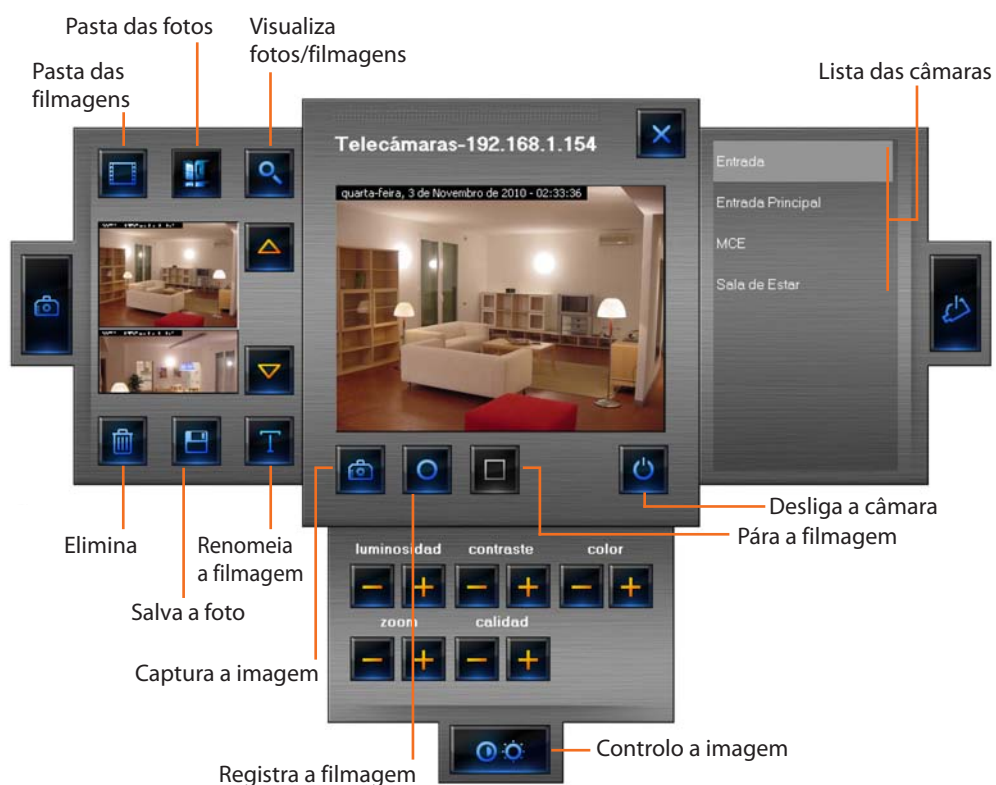 Pasta das fotos
Visualiza
fotos/filmagens
Pasta das
filmagens
Lista das câmaras
Telecámaras-192.168.1.154
quarta-feira, 3 de Novembro de 2010 - 02:33:36
Entrada
Entrada Principal
MCE
Sala de Estar
T
Desliga a câmara
Pára a filmagem
Elimina
Renomeia
a filmagem
Salva a foto
luminosidad contraste color
zoom calidad
Captura a imagem
Controlo a imagem
Registra a filmagem